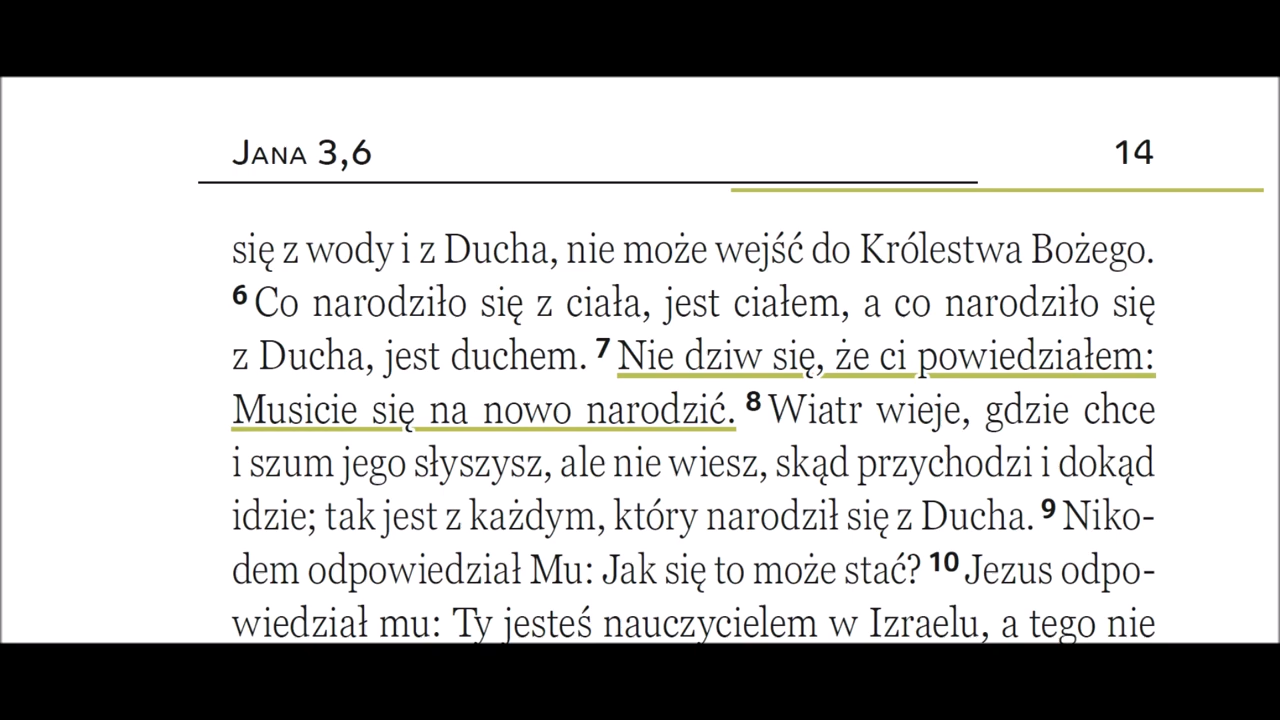 Jana 3,6 14
się z wody i z Ducha, nie może wejść do Królestwa Bożego.
6 Co narodziło się z ciała, jest ciałem, a co narodziło się
z Ducha, jest duchem. 7 Nie dziw się, że ci powiedziałem:
Musicie się na nowo narodzić. 8 Wiatr wieje, gdzie chce
i szum jego słyszysz, ale nie wiesz, skąd przychodzi i dokąd
idzie; tak jest z każdym, który narodził się z Ducha. 9 Niko-
dem odpowiedział Mu: Jak się to może stać? 10 Jezus odpo-
wiedział mu: Ty jesteś nauczycielem w Izraelu, a tego nie